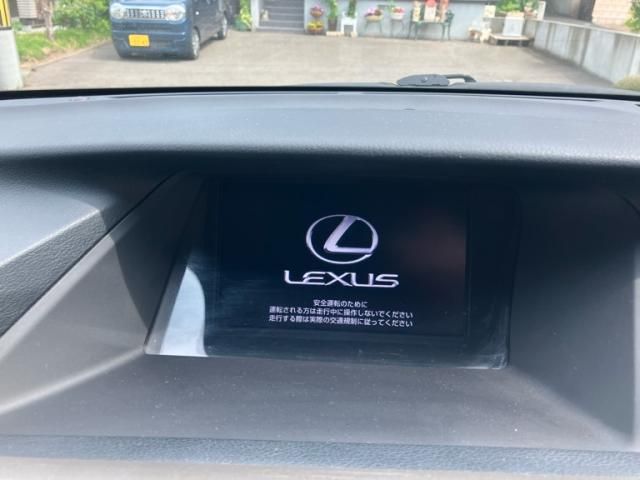 LEXUS
安全運転のために
運転される方は走行中に操作しないでください
走行する際は実際の交通規制に従ってください